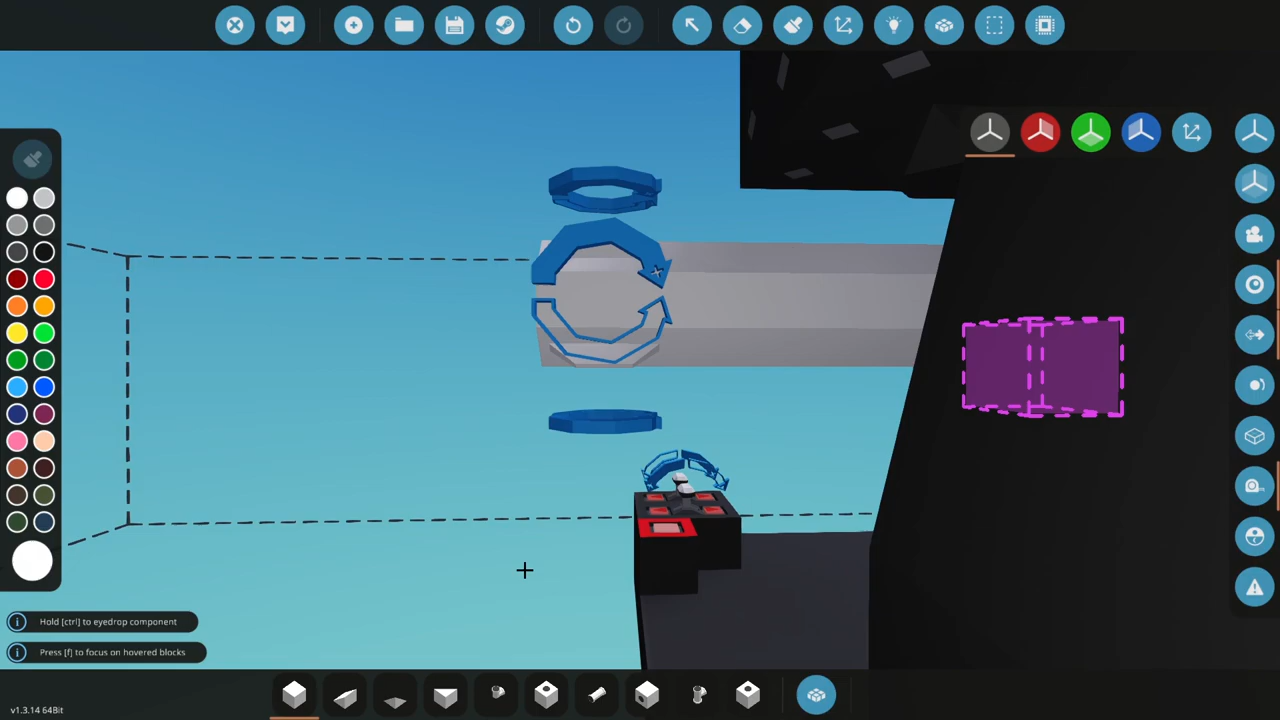 Hold [ctrl] to eyedrop component
Press [f] to focus on hovered blocks
v1.3.14 64Bit